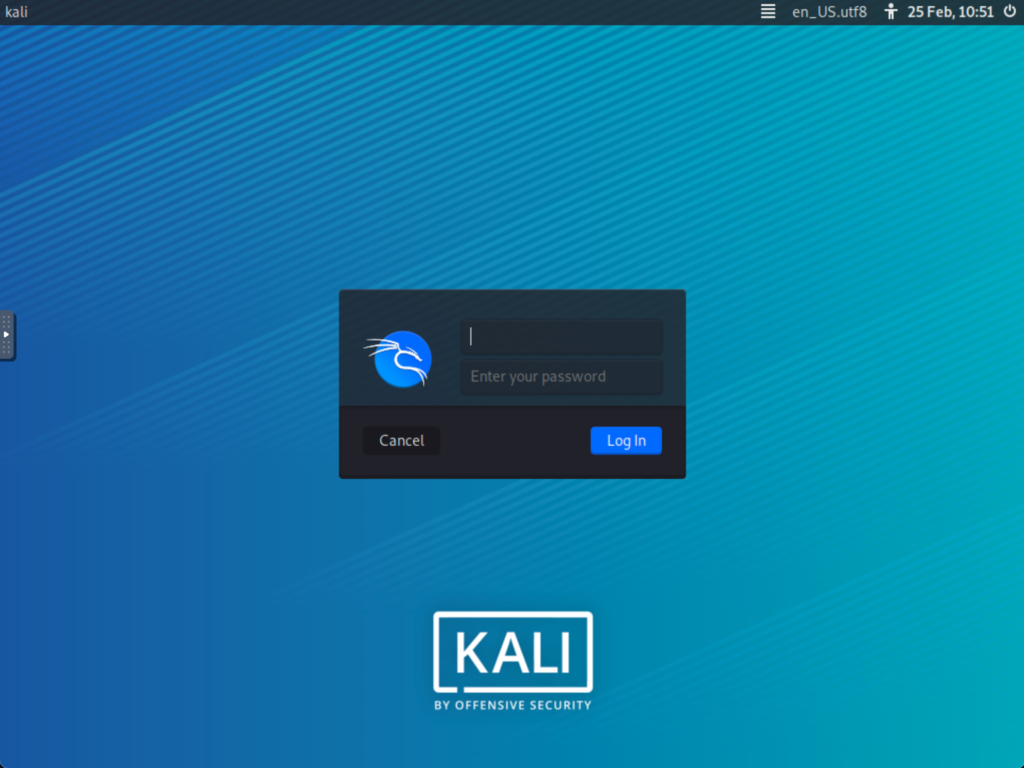 kali
en_US.utf8
25 Feb, 10:51
Enter your password
Cancel
Log In
KALI
BY OFFENSIVE SECURITY